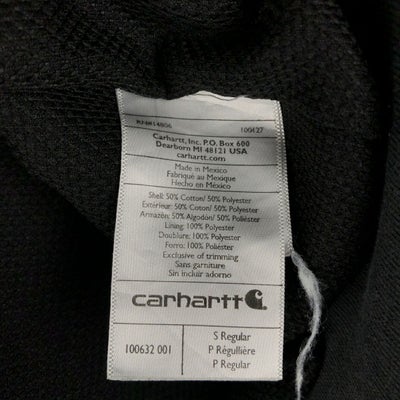 RN#14806 100427
Carhartt, Inc. P.O. Box 600
Dearborn MI 48121 USA
carhartt.com
Made in Mexico
Fabriqué au Mexique
Hecho en México
Shell: 50% Cotton/ 50% Polyester
Extérieur: 50% Coton/ 50% Polyester
Armazón: 50% Algodón/ 50% Poliéster
Lining: 100% Polyester
Doublure: 100% Polyester
Forro: 100% Poliéster
Exclusive of trimming
Sans garniture
Sin incluir adorno
carhartt
100632 001
S Regular
P Régullière
P Regular